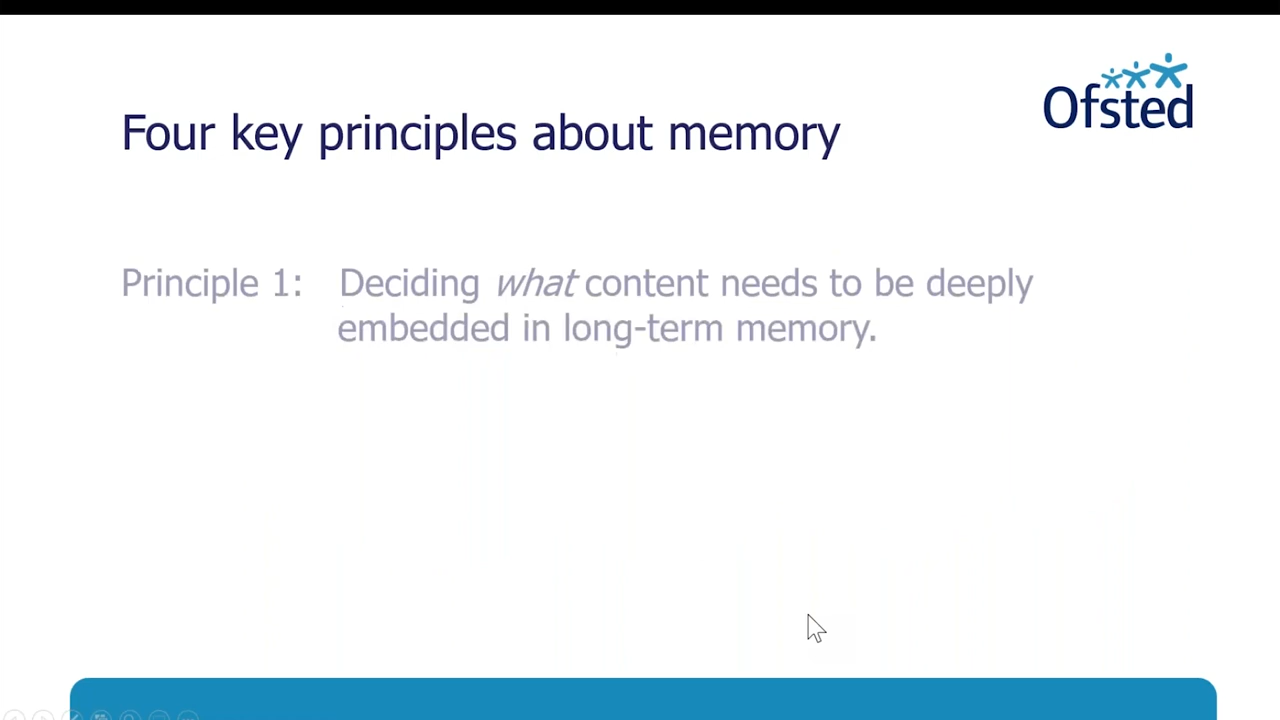 Ofsted
Four key principles about memory
Principle 1: Deciding what content needs to be deeply
embedded in long-term memory.